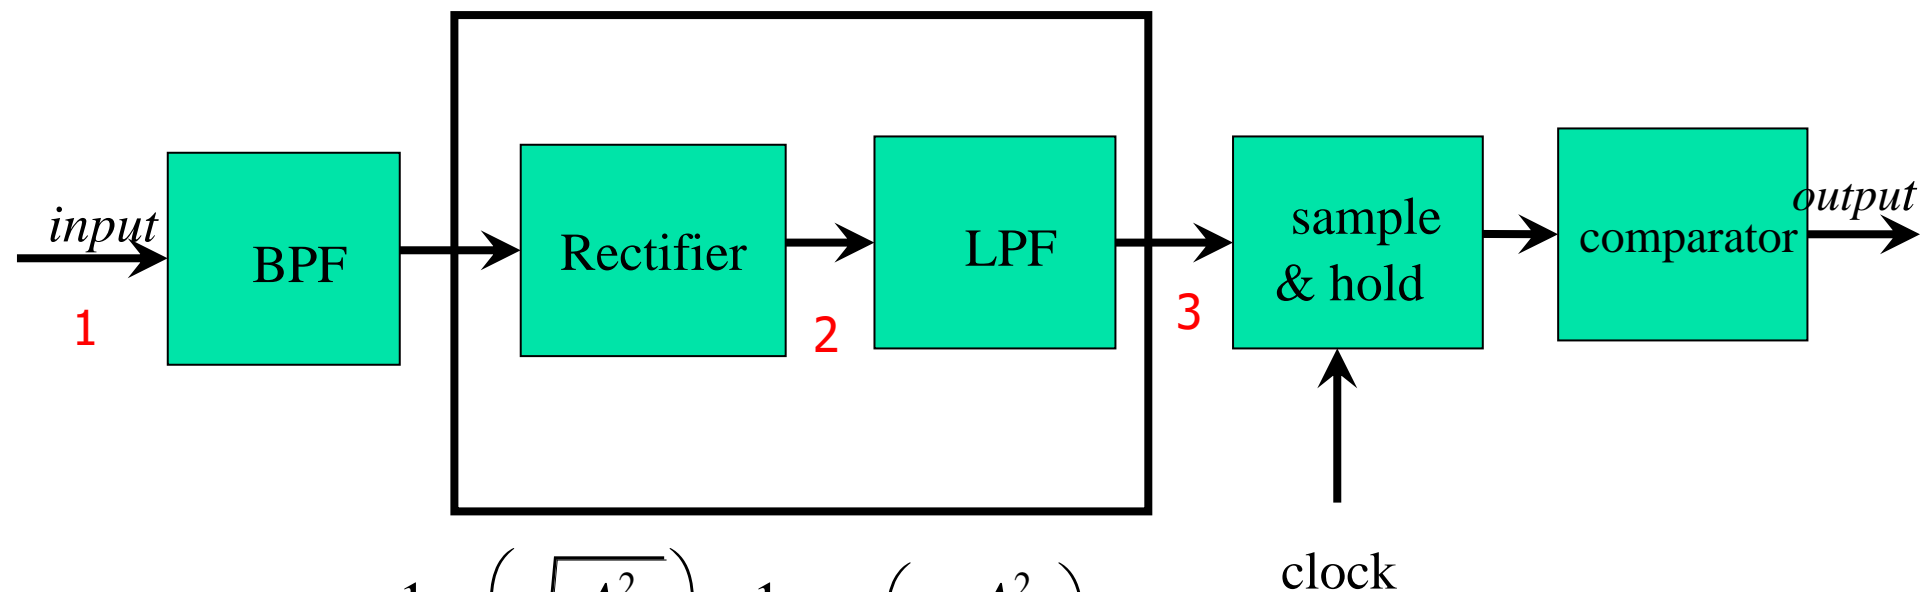 input
BPF
Rectifier
LPF
sample
& hold
comparator
output
1
2
3
clock